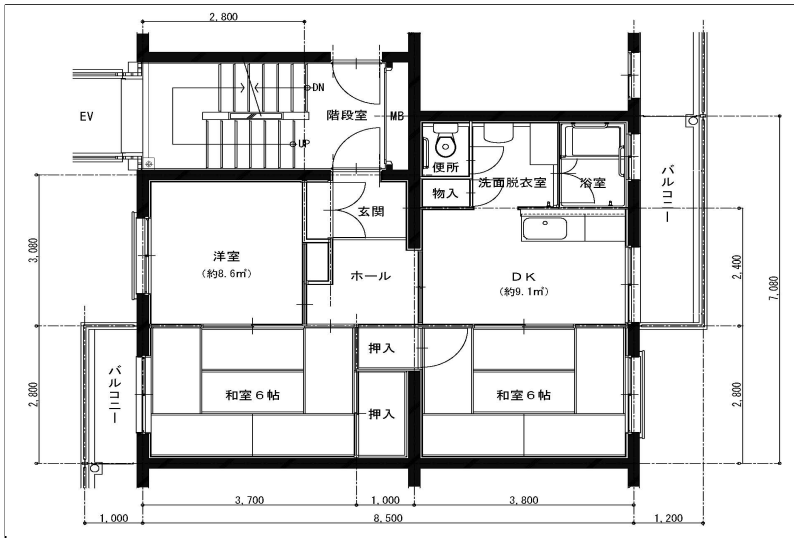 2,800
EV
DN
UP
階段室
MB
便所
物入
洗面脱衣室
浴室
バルコニー
玄関
洋室
(約8.6㎡)
ホール
DK
(約9.1㎡)
3,080
2,400
7,080
押入
和室6帖
押入
和室6帖
バルコニー
2,800
2,800
3,700
1,000
3,800
1,000
8,500
1,200